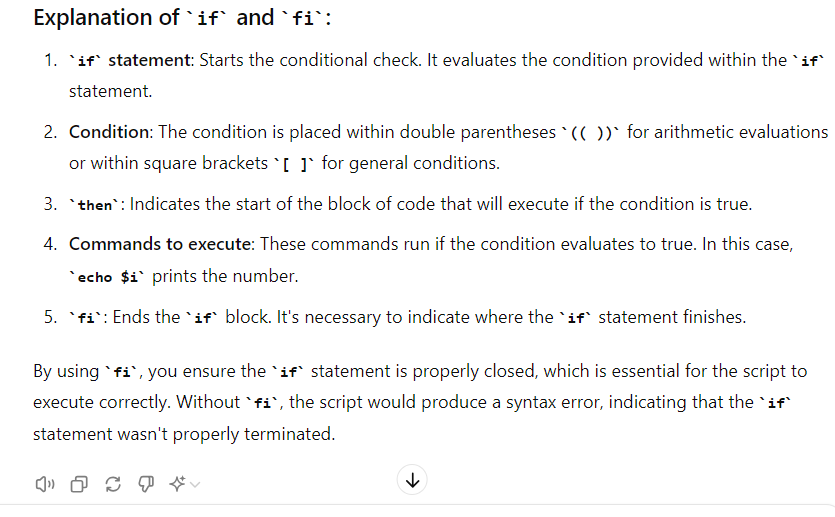 Explanation of `if` and `fi`:
1. `if` statement: Starts the conditional check. It evaluates the condition provided within the `if`
statement.
2. Condition: The condition is placed within double parentheses `(( ))` for arithmetic evaluations
or within square brackets `[ ]` for general conditions.
3. `then`: Indicates the start of the block of code that will execute if the condition is true.
4. Commands to execute: These commands run if the condition evaluates to true. In this case,
`echo $i` prints the number.
5. `fi`: Ends the `if` block. It's necessary to indicate where the `if` statement finishes.
By using `fi`, you ensure the `if` statement is properly closed, which is essential for the script to
execute correctly. Without `fi`, the script would produce a syntax error, indicating that the `if`
statement wasn't properly terminated.